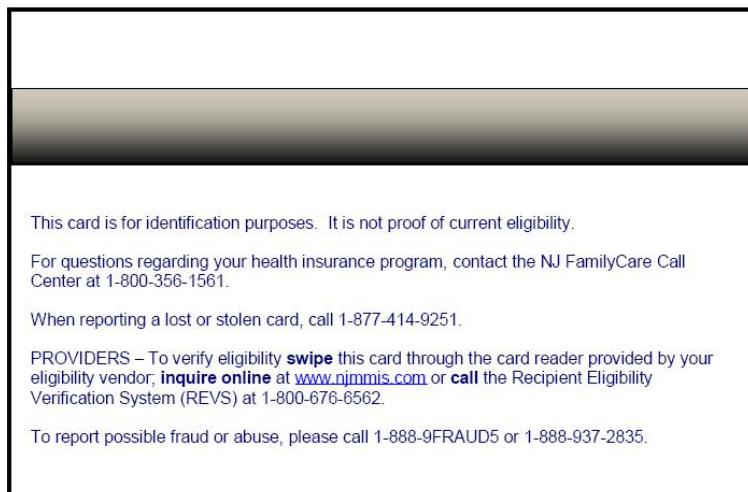 This card is for identification purposes.  It is not proof of current eligibility.
For questions regarding your health insurance program, contact the NJ FamilyCare Call
Center at 1-800-356-1561.
When reporting a lost or stolen card, call 1-877-414-9251.
PROVIDERS – To verify eligibility swipe this card through the card reader provided by your
eligibility vendor; inquire online at www.njmmis.com or call the Recipient Eligibility
Verification System (REVS) at 1-800-676-6562.
To report possible fraud or abuse, please call 1-888-9FRAUD5 or 1-888-937-2835.